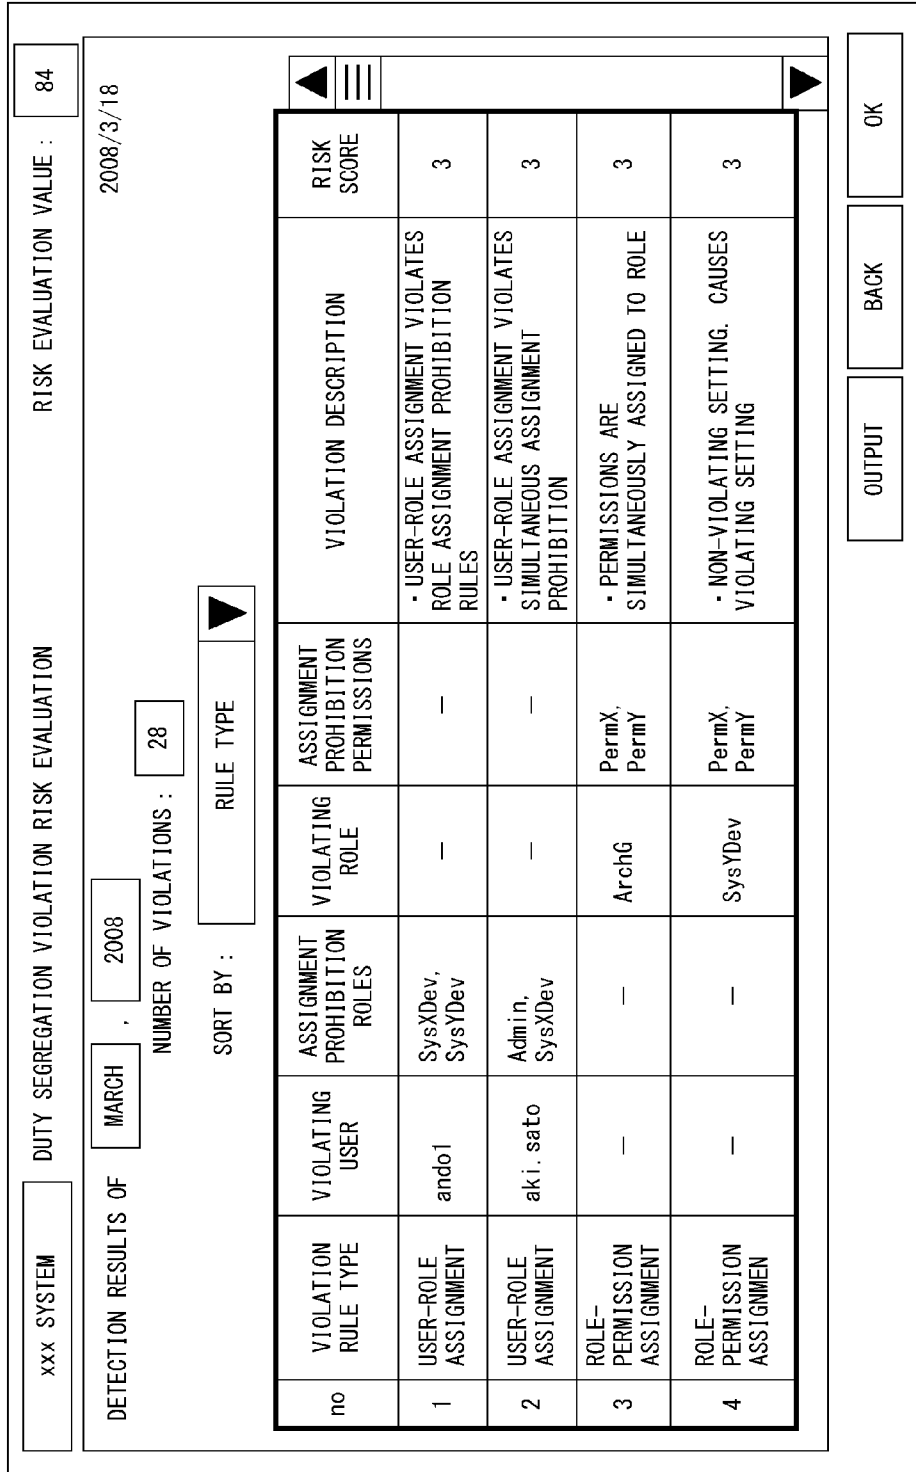 xxx SYSTEM DUTY SEGREGATION VIOLATION RISK EVALUATION RISK EVALUATION VALUE : 84
2008/3/18
DETECTION RESULTS OF MARCH , 2008
NUMBER OF VIOLATIONS : 28
SORT BY : RULE TYPE
no
VIOLATION
RULE TYPE
VIOLATING
USER
ASSIGNMENT
PROHIBITION
ROLES
VIOLATING
ROLE
ASSIGNMENT
PROHIBITION
PERMISSIONS
VIOLATION DESCRIPTION
RISK
SCORE
1
USER-ROLE
ASSIGNMENT
ando1
SysXDev,
SysYDev
—
—
・USER-ROLE ASSIGNMENT VIOLATES
ROLE ASSIGNMENT PROHIBITION
RULES
3
2
USER-ROLE
ASSIGNMENT
aki.sato
Admin,
SysXDev
—
—
・USER-ROLE ASSIGNMENT VIOLATES
SIMULTANEOUS ASSIGNMENT
PROHIBITION
3
3
ROLE-
PERMISSION
ASSIGNMENT
—
—
ArchG
PermX,
PermY
・PERMISSIONS ARE
SIMULTANEOUSLY ASSIGNED TO ROLE
3
4
ROLE-
PERMISSION
ASSIGNMEN
—
—
SysYDev
PermX,
PermY
・NON-VIOLATING SETTING. CAUSES
VIOLATING SETTING
3
OUTPUT BACK OK